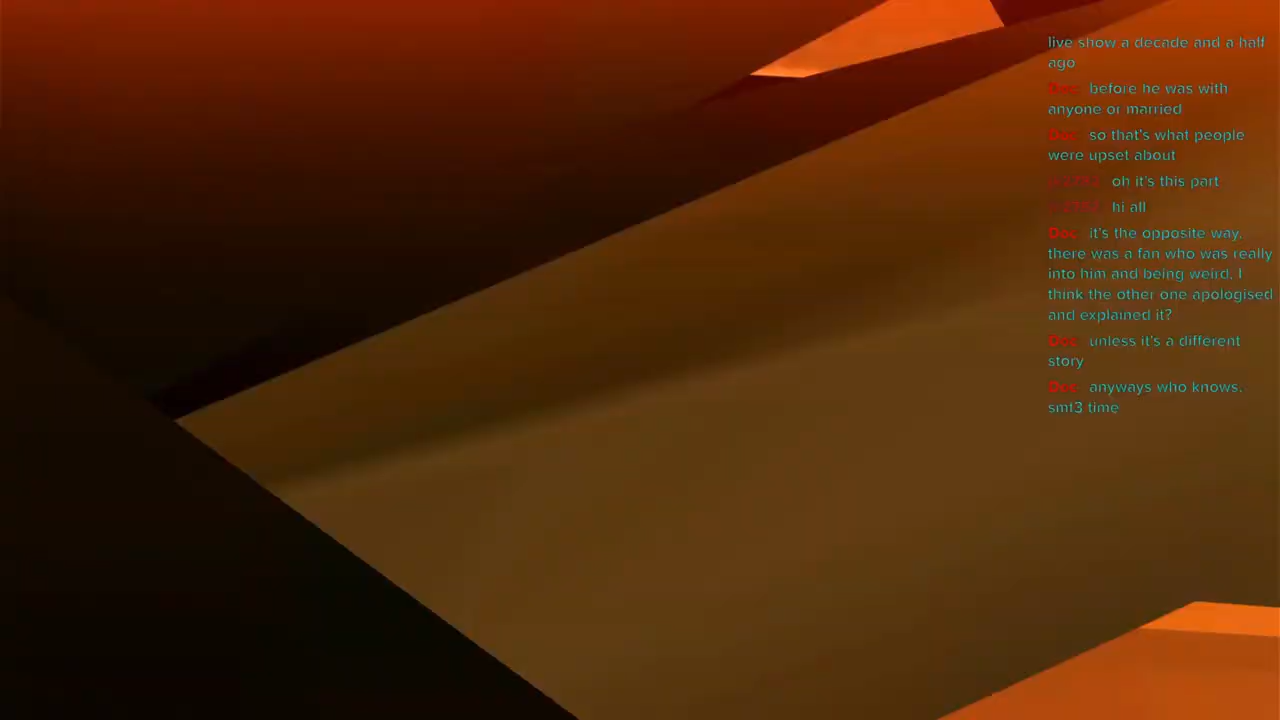 live show a decade and a half
ago
Doc: before he was with
anyone or married
Doc: so that's what people
were upset about
oh it's this part
hi all
Doc: it's the opposite way,
there was a fan who was really
into him and being weird, I
think the other one apologised
and explained it?
Doc: unless it's a different
story
Doc: anyways who knows,
smt3 time